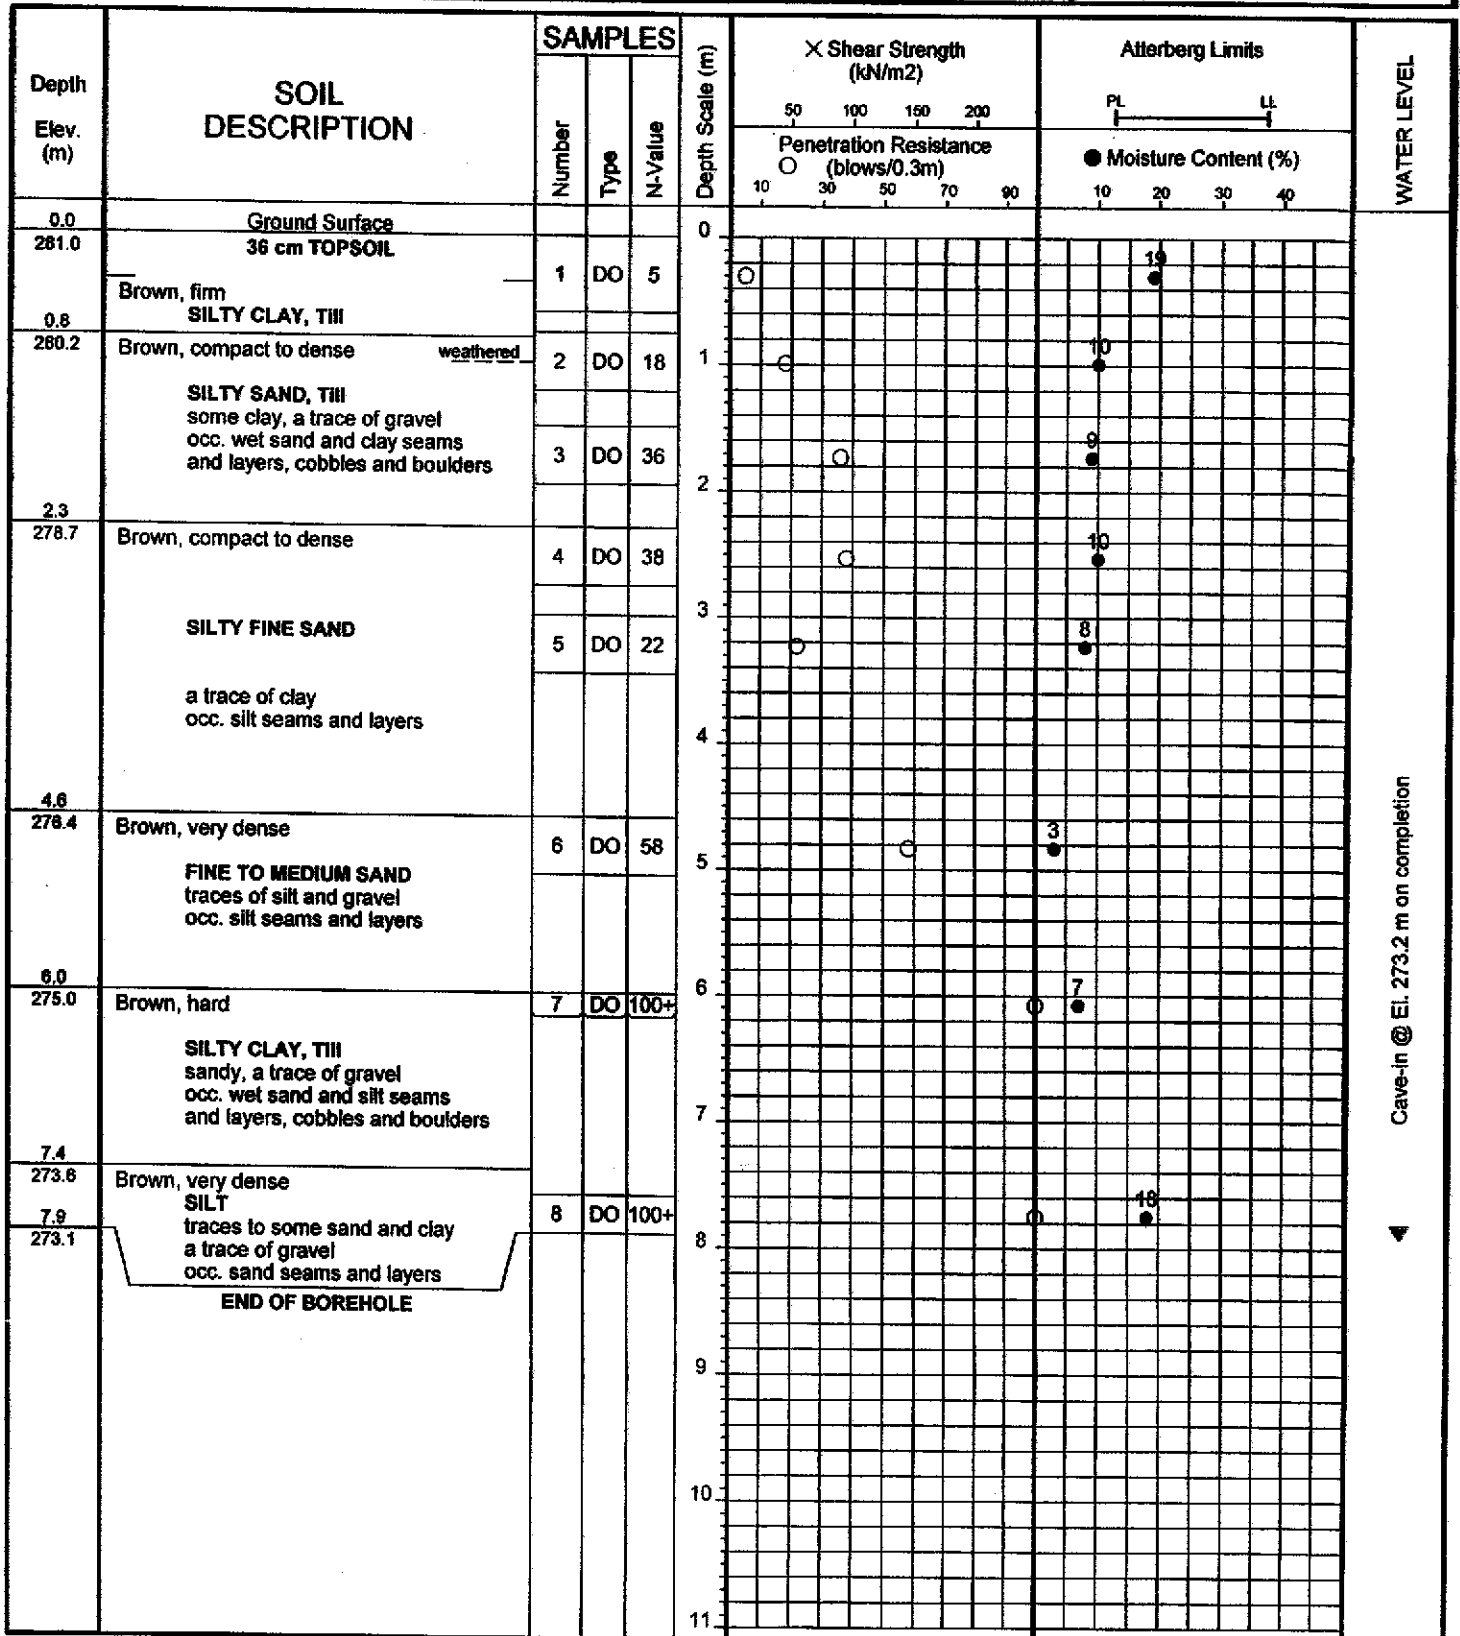 Depth
Elev.
(m)
SOIL
DESCRIPTION
SAMPLES
Number
Type
N-Value
Depth Scale (m)
× Shear Strength
(kN/m2)
50 100 150 200
Penetration Resistance
(blows/0.3m)
10 30 50 70 90
Atterberg Limits
PL LL
Moisture Content (%)
10 20 30 40
WATER LEVEL
0.0
281.0
Ground Surface
36 cm TOPSOIL
Brown, firm
SILTY CLAY, Till
1 DO 5
0
19
0.8
280.2
Brown, compact to dense weathered
SILTY SAND, Till
some clay, a trace of gravel
occ. wet sand and clay seams
and layers, cobbles and boulders
2 DO 18
1
10
3 DO 36
9
2
2.3
278.7
Brown, compact to dense
SILTY FINE SAND
a trace of clay
occ. silt seams and layers
4 DO 38
10
3
5 DO 22
8
4
4.6
276.4
Brown, very dense
FINE TO MEDIUM SAND
traces of silt and gravel
occ. silt seams and layers
6 DO 58
3
5
6.0
275.0
Brown, hard
SILTY CLAY, Till
sandy, a trace of gravel
occ. wet sand and silt seams
and layers, cobbles and boulders
7 DO 100+
6
7
7
7.4
273.6
Brown, very dense
SILT
traces to some sand and clay
a trace of gravel
occ. sand seams and layers
7.9
273.1
8 DO 100+
18
8
END OF BOREHOLE
9
10
11
Cave-in @ El. 273.2 m on completion